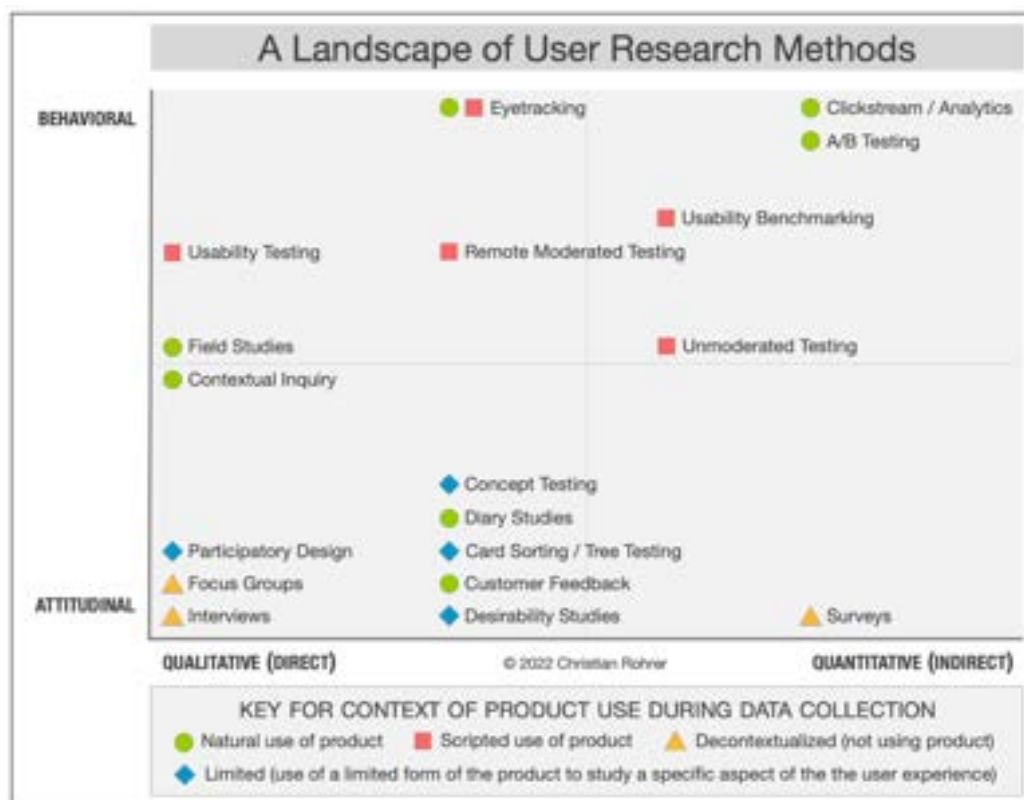 A Landscape of User Research Methods
BEHAVIORAL
Eyetracking
Clickstream / Analytics
A/B Testing
Usability Benchmarking
Usability Testing
Remote Moderated Testing
Field Studies
Unmoderated Testing
Contextual Inquiry
Concept Testing
Diary Studies
Participatory Design
Card Sorting / Tree Testing
Focus Groups
Customer Feedback
ATTITUDINAL
Interviews
Desirability Studies
Surveys
QUALITATIVE (DIRECT)
© 2022 Christian Rohrer
QUANTITATIVE (INDIRECT)
KEY FOR CONTEXT OF PRODUCT USE DURING DATA COLLECTION
Natural use of product
Scripted use of product
Decontextualized (not using product)
Limited (use of a limited form of the product to study a specific aspect of the the user experience)